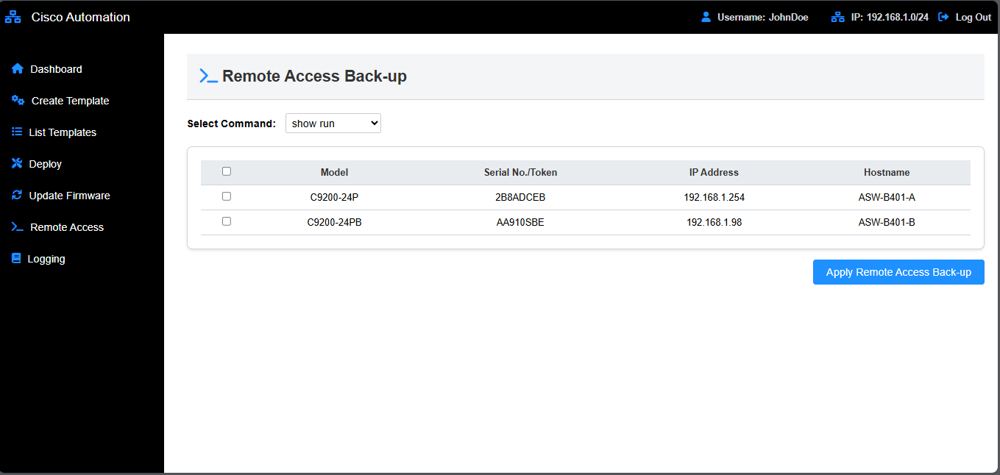 Cisco Automation Username: JohnDoe IP: 192.168.1.0/24 Log Out
Dashboard
Create Template
List Templates
Deploy
Update Firmware
Remote Access
Logging
Remote Access Back-up
Select Command: show run
Model Serial No./Token IP Address Hostname
C9200-24P 2B8ADCEB 192.168.1.254 ASW-B401-A
C9200-24PB AA910SBE 192.168.1.98 ASW-B401-B
Apply Remote Access Back-up